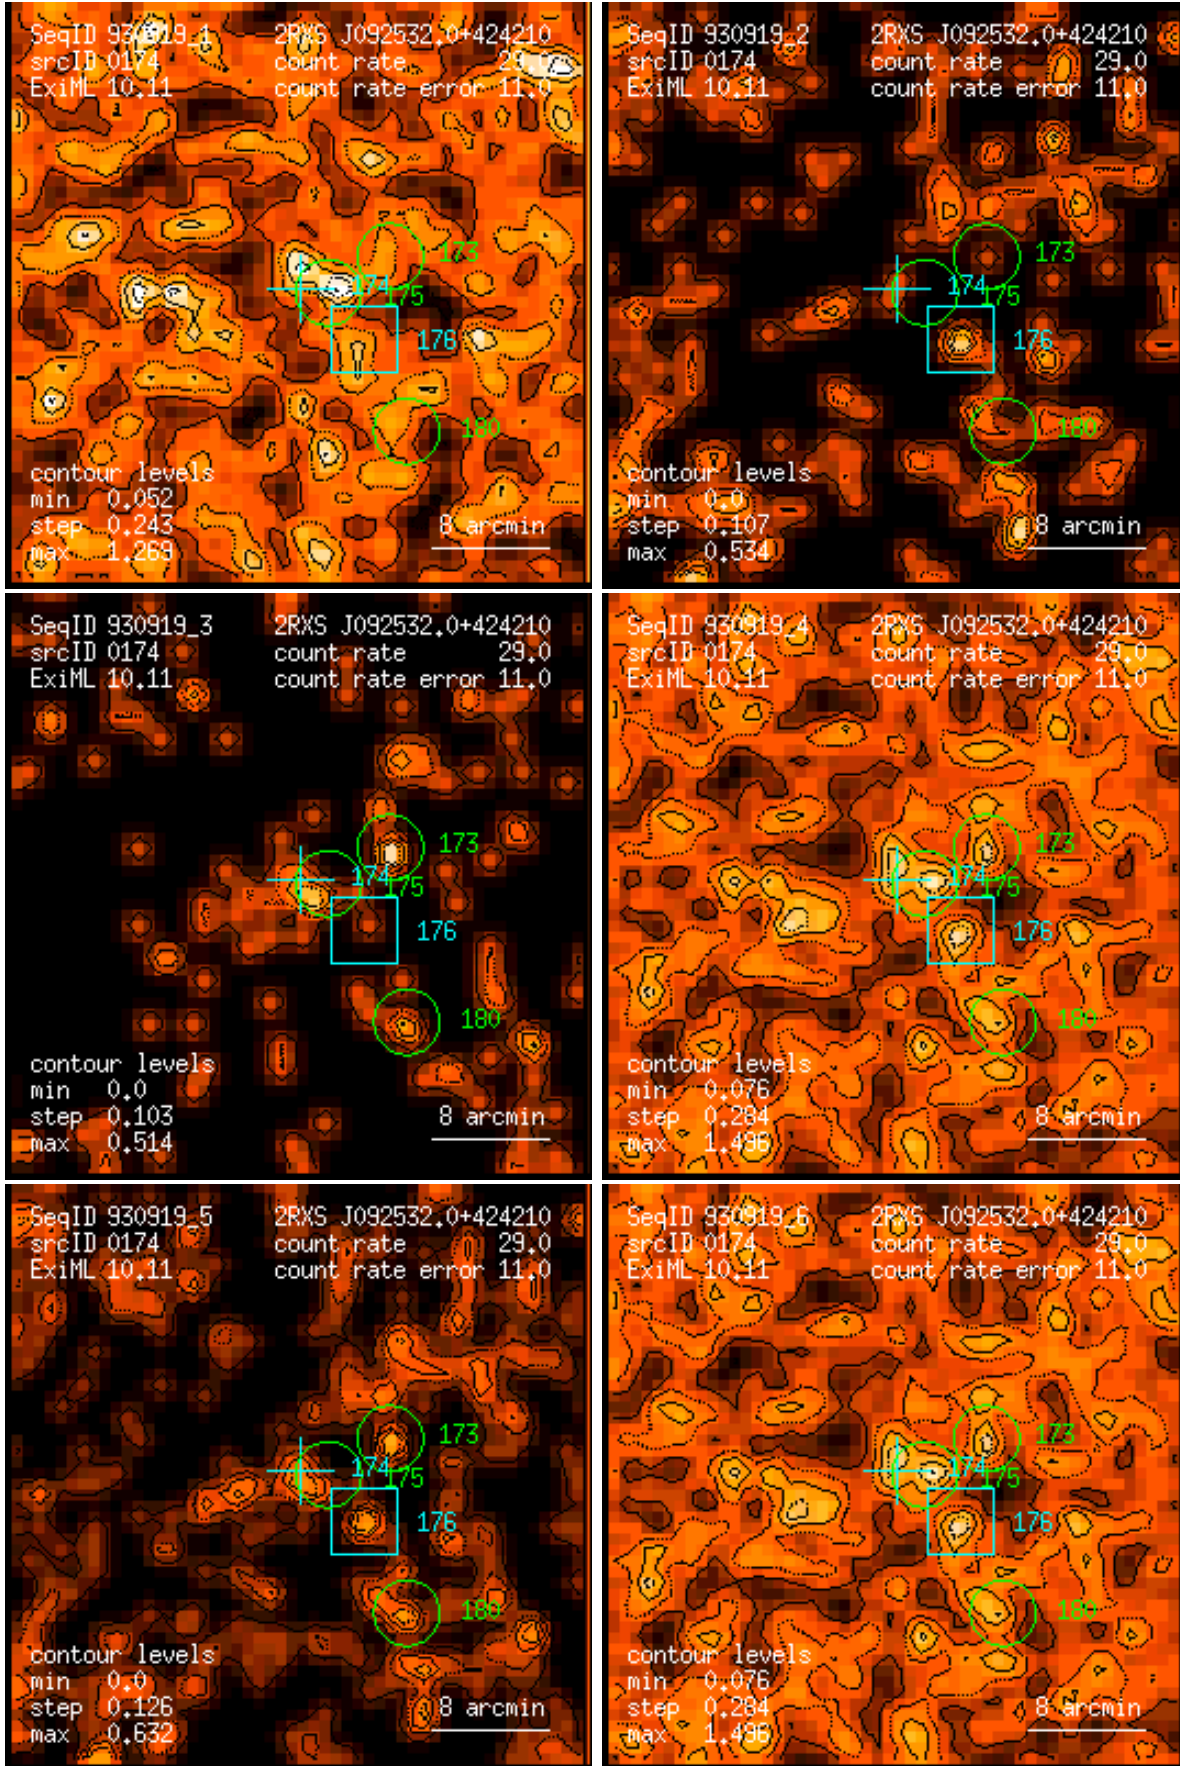 SeqID 930919_1 2RXS J092532.0+424210
srcID 0174 count rate 29.0
ExiML 10.11 count rate error 11.0
173
174
175
176
180
contour levels
min 0.052
step 0.243
max 1.269
8 arcmin
SeqID 930919_2 2RXS J092532.0+424210
srcID 0174 count rate 29.0
ExiML 10.11 count rate error 11.0
173
174
175
176
180
contour levels
min 0.0
step 0.107
max 0.534
8 arcmin
SeqID 930919_3 2RXS J092532.0+424210
srcID 0174 count rate 29.0
ExiML 10.11 count rate error 11.0
173
174
175
176
180
contour levels
min 0.0
step 0.103
max 0.514
8 arcmin
SeqID 930919_4 2RXS J092532.0+424210
srcID 0174 count rate 29.0
ExiML 10.11 count rate error 11.0
173
174
175
176
180
contour levels
min 0.076
step 0.284
max 1.496
8 arcmin
SeqID 930919_5 2RXS J092532.0+424210
srcID 0174 count rate 29.0
ExiML 10.11 count rate error 11.0
173
174
175
176
180
contour levels
min 0.0
step 0.126
max 0.632
8 arcmin
SeqID 930919_6 2RXS J092532.0+424210
srcID 0174 count rate 29.0
ExiML 10.11 count rate error 11.0
173
174
175
176
180
contour levels
min 0.076
step 0.284
max 1.496
8 arcmin